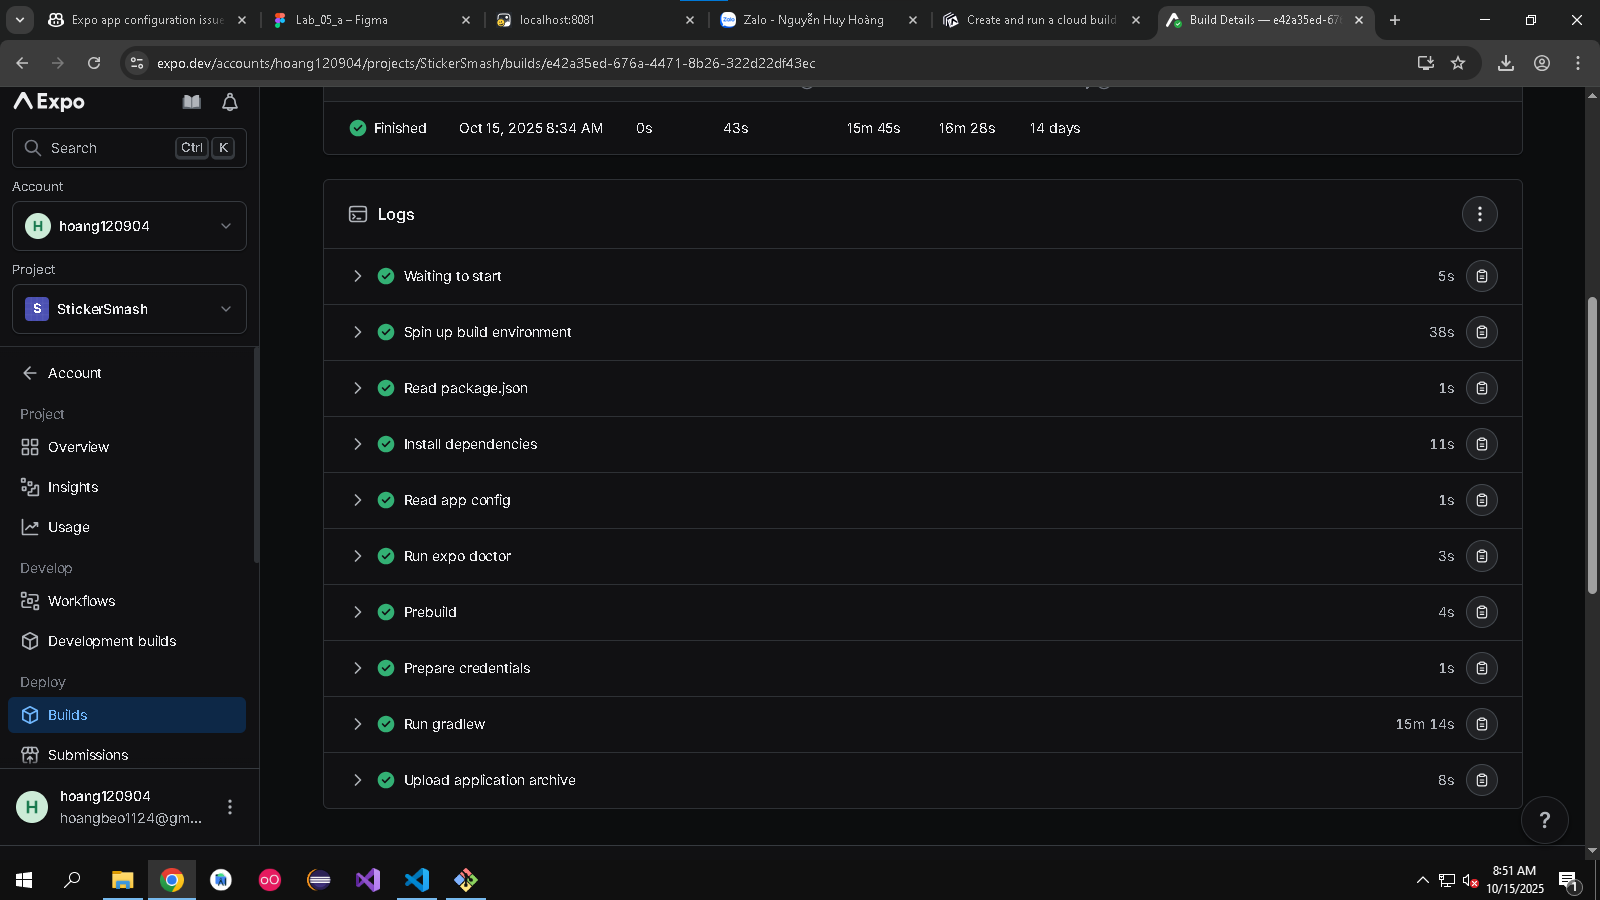 Expo app configuration issue
Lab_05_a – Figma
localhost:8081
Zalo - Nguyễn Huy Hoàng
Create and run a cloud build
Build Details — e42a35ed-676
expo.dev/accounts/hoang120904/projects/StickerSmash/builds/e42a35ed-676a-4471-8b26-322d22df43ec
Expo
Search
Ctrl
K
Account
H
hoang120904
Project
S
StickerSmash
Account
Project
Overview
Insights
Usage
Develop
Workflows
Development builds
Deploy
Builds
Submissions
H
hoang120904
hoangbeo1124@gm...
Finished
Oct 15, 2025 8:34 AM
0s
43s
15m 45s
16m 28s
14 days
Logs
Waiting to start
5s
Spin up build environment
38s
Read package.json
1s
Install dependencies
11s
Read app config
1s
Run expo doctor
3s
Prebuild
4s
Prepare credentials
1s
Run gradlew
15m 14s
Upload application archive
8s
?
8:51 AM
10/15/2025
1